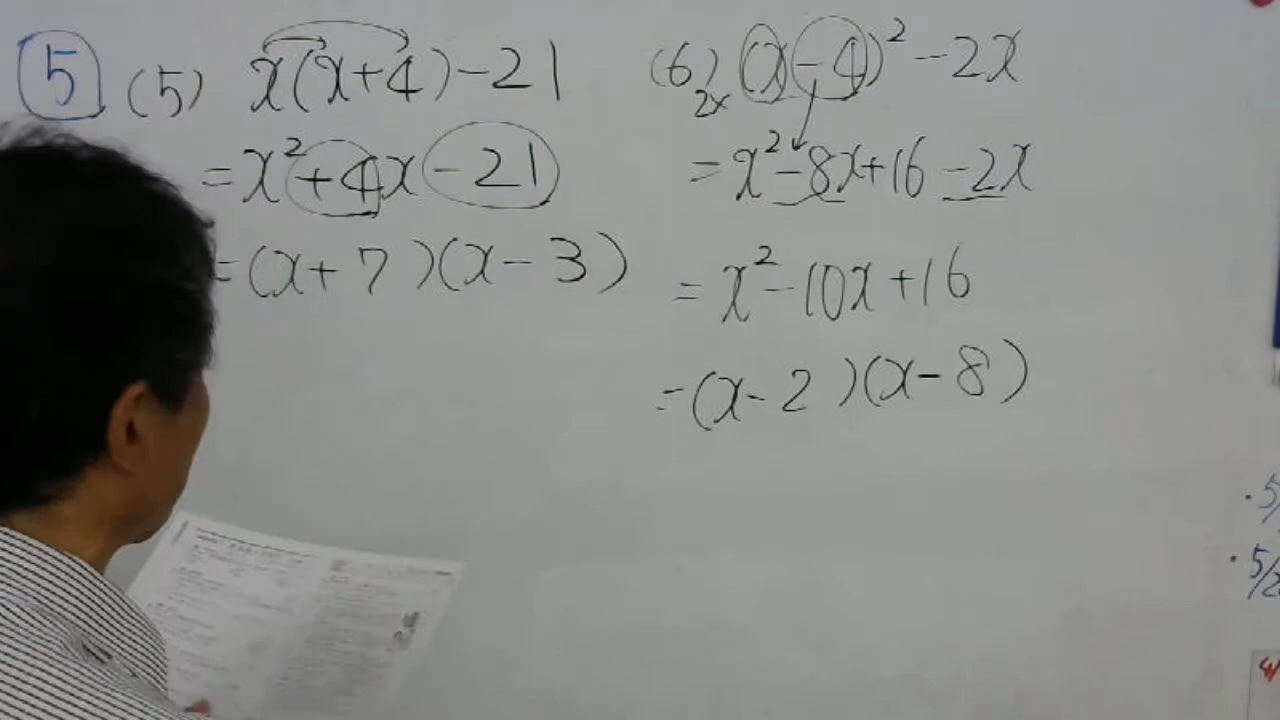 5 (5) x(x+4)-21
=x²+4x-21
=(x+7)(x-3)
(6) (x-4)²-2x
2x
=x²-8x+16-2x
=x²-10x+16
=(x-2)(x-8)